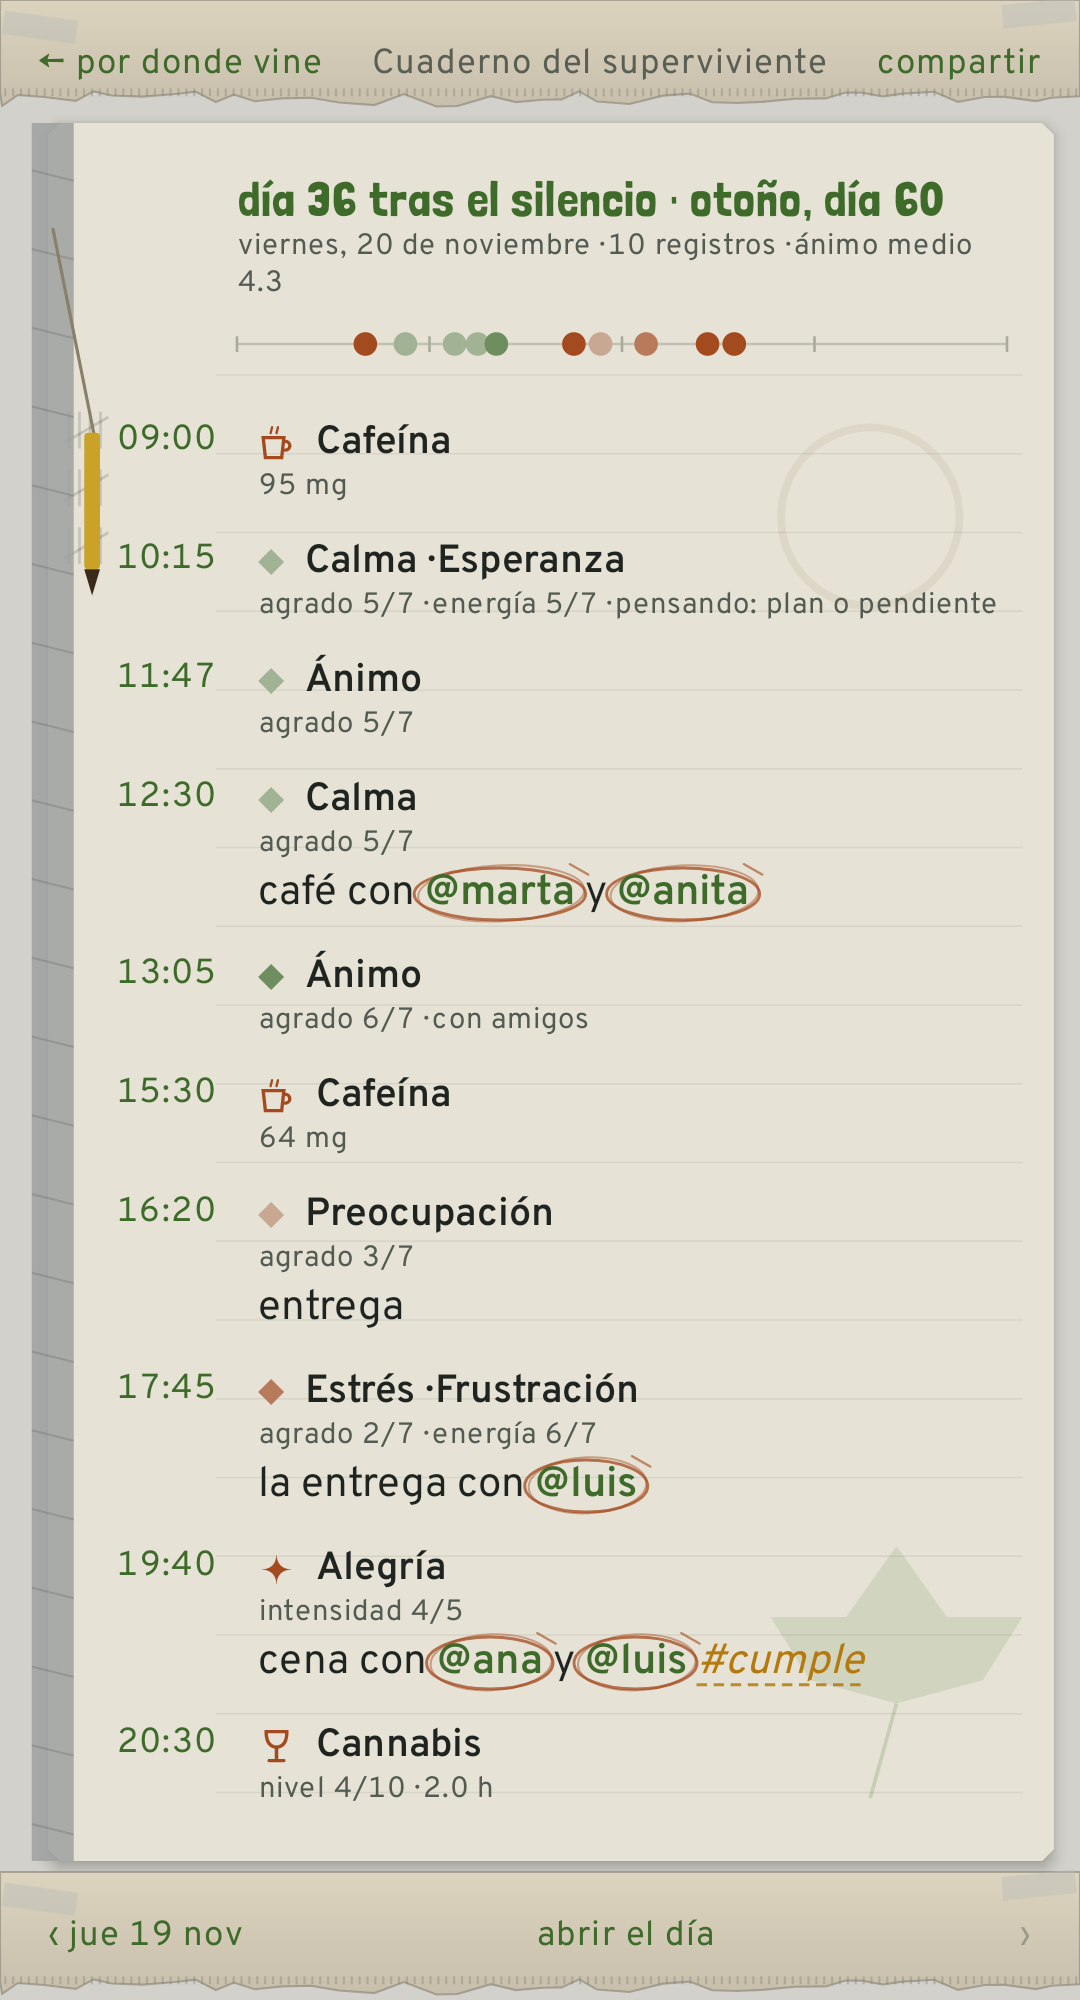 ← por donde vine Cuaderno del superviviente compartir
día 36 tras el silencio · otoño, día 60
viernes, 20 de noviembre ·10 registros ·ánimo medio
4.3
09:00 Cafeína
95 mg
10:15 Calma ·Esperanza
agrado 5/7 ·energía 5/7 ·pensando: plan o pendiente
11:47 Ánimo
agrado 5/7
12:30 Calma
agrado 5/7
café con @marta y @anita
13:05 Ánimo
agrado 6/7 ·con amigos
15:30 Cafeína
64 mg
16:20 Preocupación
agrado 3/7
entrega
17:45 Estrés ·Frustración
agrado 2/7 ·energía 6/7
la entrega con @luis
19:40 Alegría
intensidad 4/5
cena con @ana y @luis #cumple
20:30 Cannabis
nivel 4/10 ·2.0 h
‹ jue 19 nov abrir el día ›